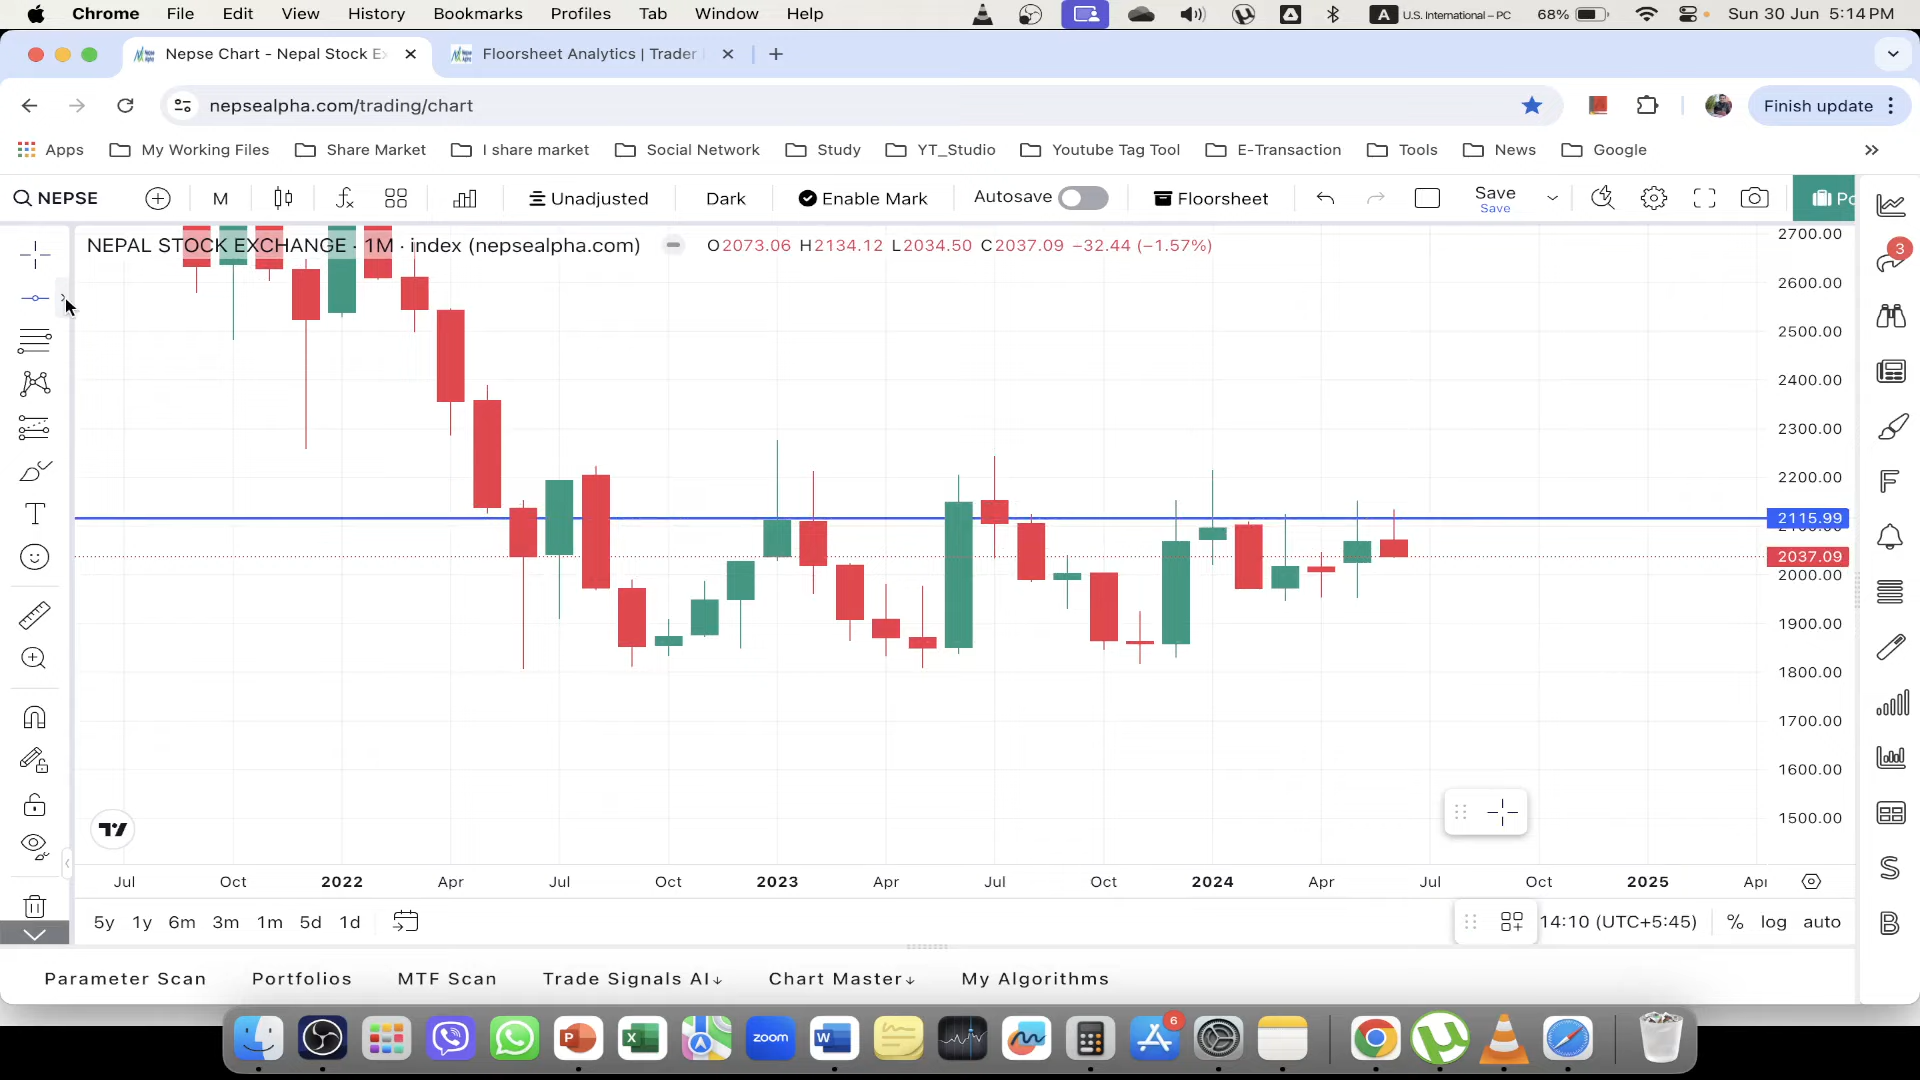 Chrome File Edit View History Bookmarks Profiles Tab Window Help A U.S. International – PC 68% Sun 30 Jun 5:14 PM
Nepse Chart - Nepal Stock Ex Floorsheet Analytics | Trader
nepsealpha.com/trading/chart Finish update
Apps My Working Files Share Market I share market Social Network Study YT_Studio Youtube Tag Tool E-Transaction Tools News Google
NEPSE M Unadjusted Dark Enable Mark Autosave Floorsheet Save Po
Save
NEPAL STOCK EXCHANGE · 1M · index (nepsealpha.com) O2073.06 H2134.12 L2034.50 C2037.09 −32.44 (−1.57%)
2700.00
3
2600.00
2500.00
2400.00
2300.00
2200.00
2115.99
2100.00
2037.09
2000.00
1900.00
1800.00
1700.00
1600.00
1500.00
F
S
B
T
Jul Oct 2022 Apr Jul Oct 2023 Apr Jul Oct 2024 Apr Jul Oct 2025 Apr
5y 1y 6m 3m 1m 5d 1d 14:10 (UTC+5:45) % log auto
Parameter Scan Portfolios MTF Scan Trade Signals AI↓ Chart Master↓ My Algorithms
P X zoom W 6